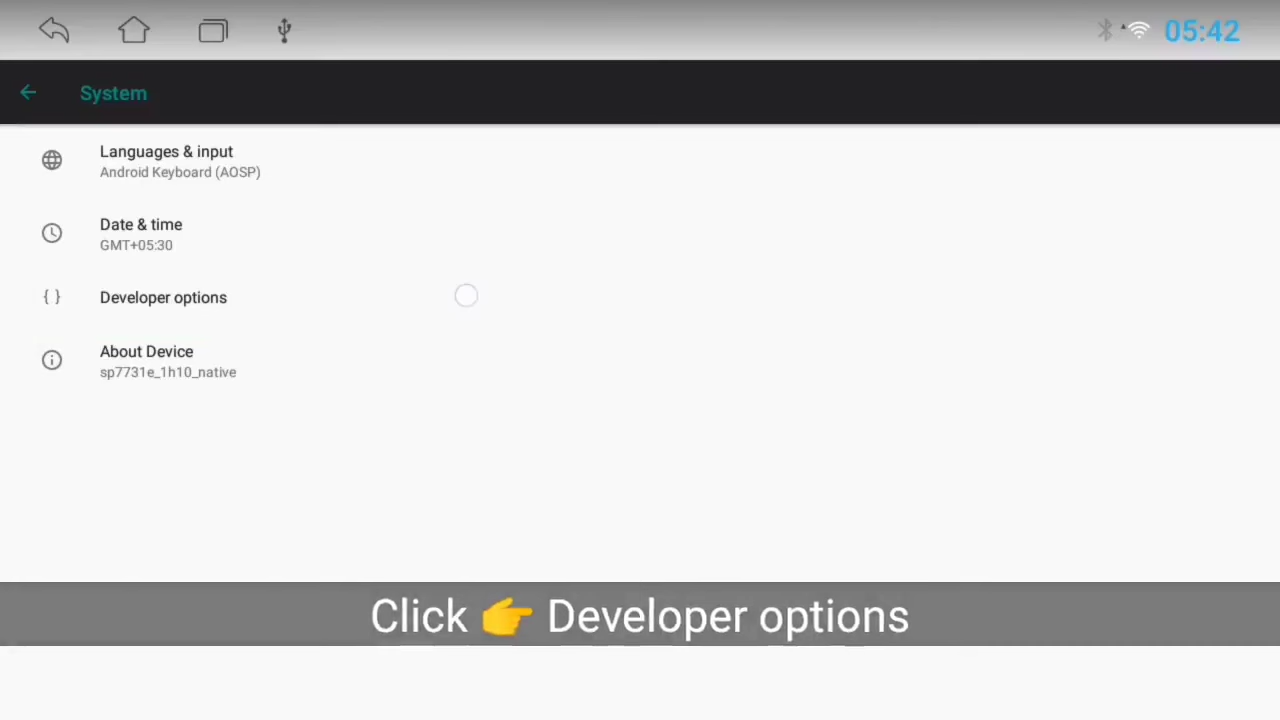 05:42
System
Languages & input
Android Keyboard (AOSP)
Date & time
GMT+05:30
{ } Developer options
About Device
sp7731e_1h10_native
Click 👉 Developer options